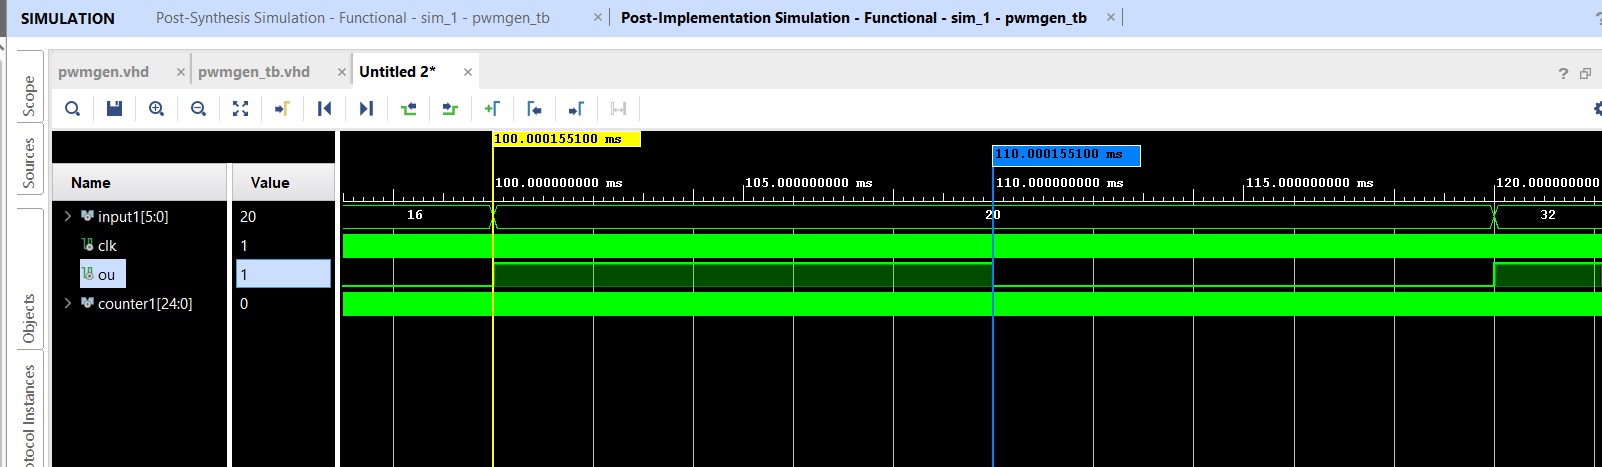 SIMULATION Post-Synthesis Simulation - Functional - sim_1 - pwmgen_tb × Post-Implementation Simulation - Functional - sim_1 - pwmgen_tb × ?
pwmgen.vhd × pwmgen_tb.vhd × Untitled 2* × ?
Scope
Sources
Objects
otocol Instances
100.000155100 ms
110.000155100 ms
Name Value 100.000000000 ms 105.000000000 ms 110.000000000 ms 115.000000000 ms 120.000000000
input1[5:0] 20 16 20 32
clk 1
ou 1
counter1[24:0] 0